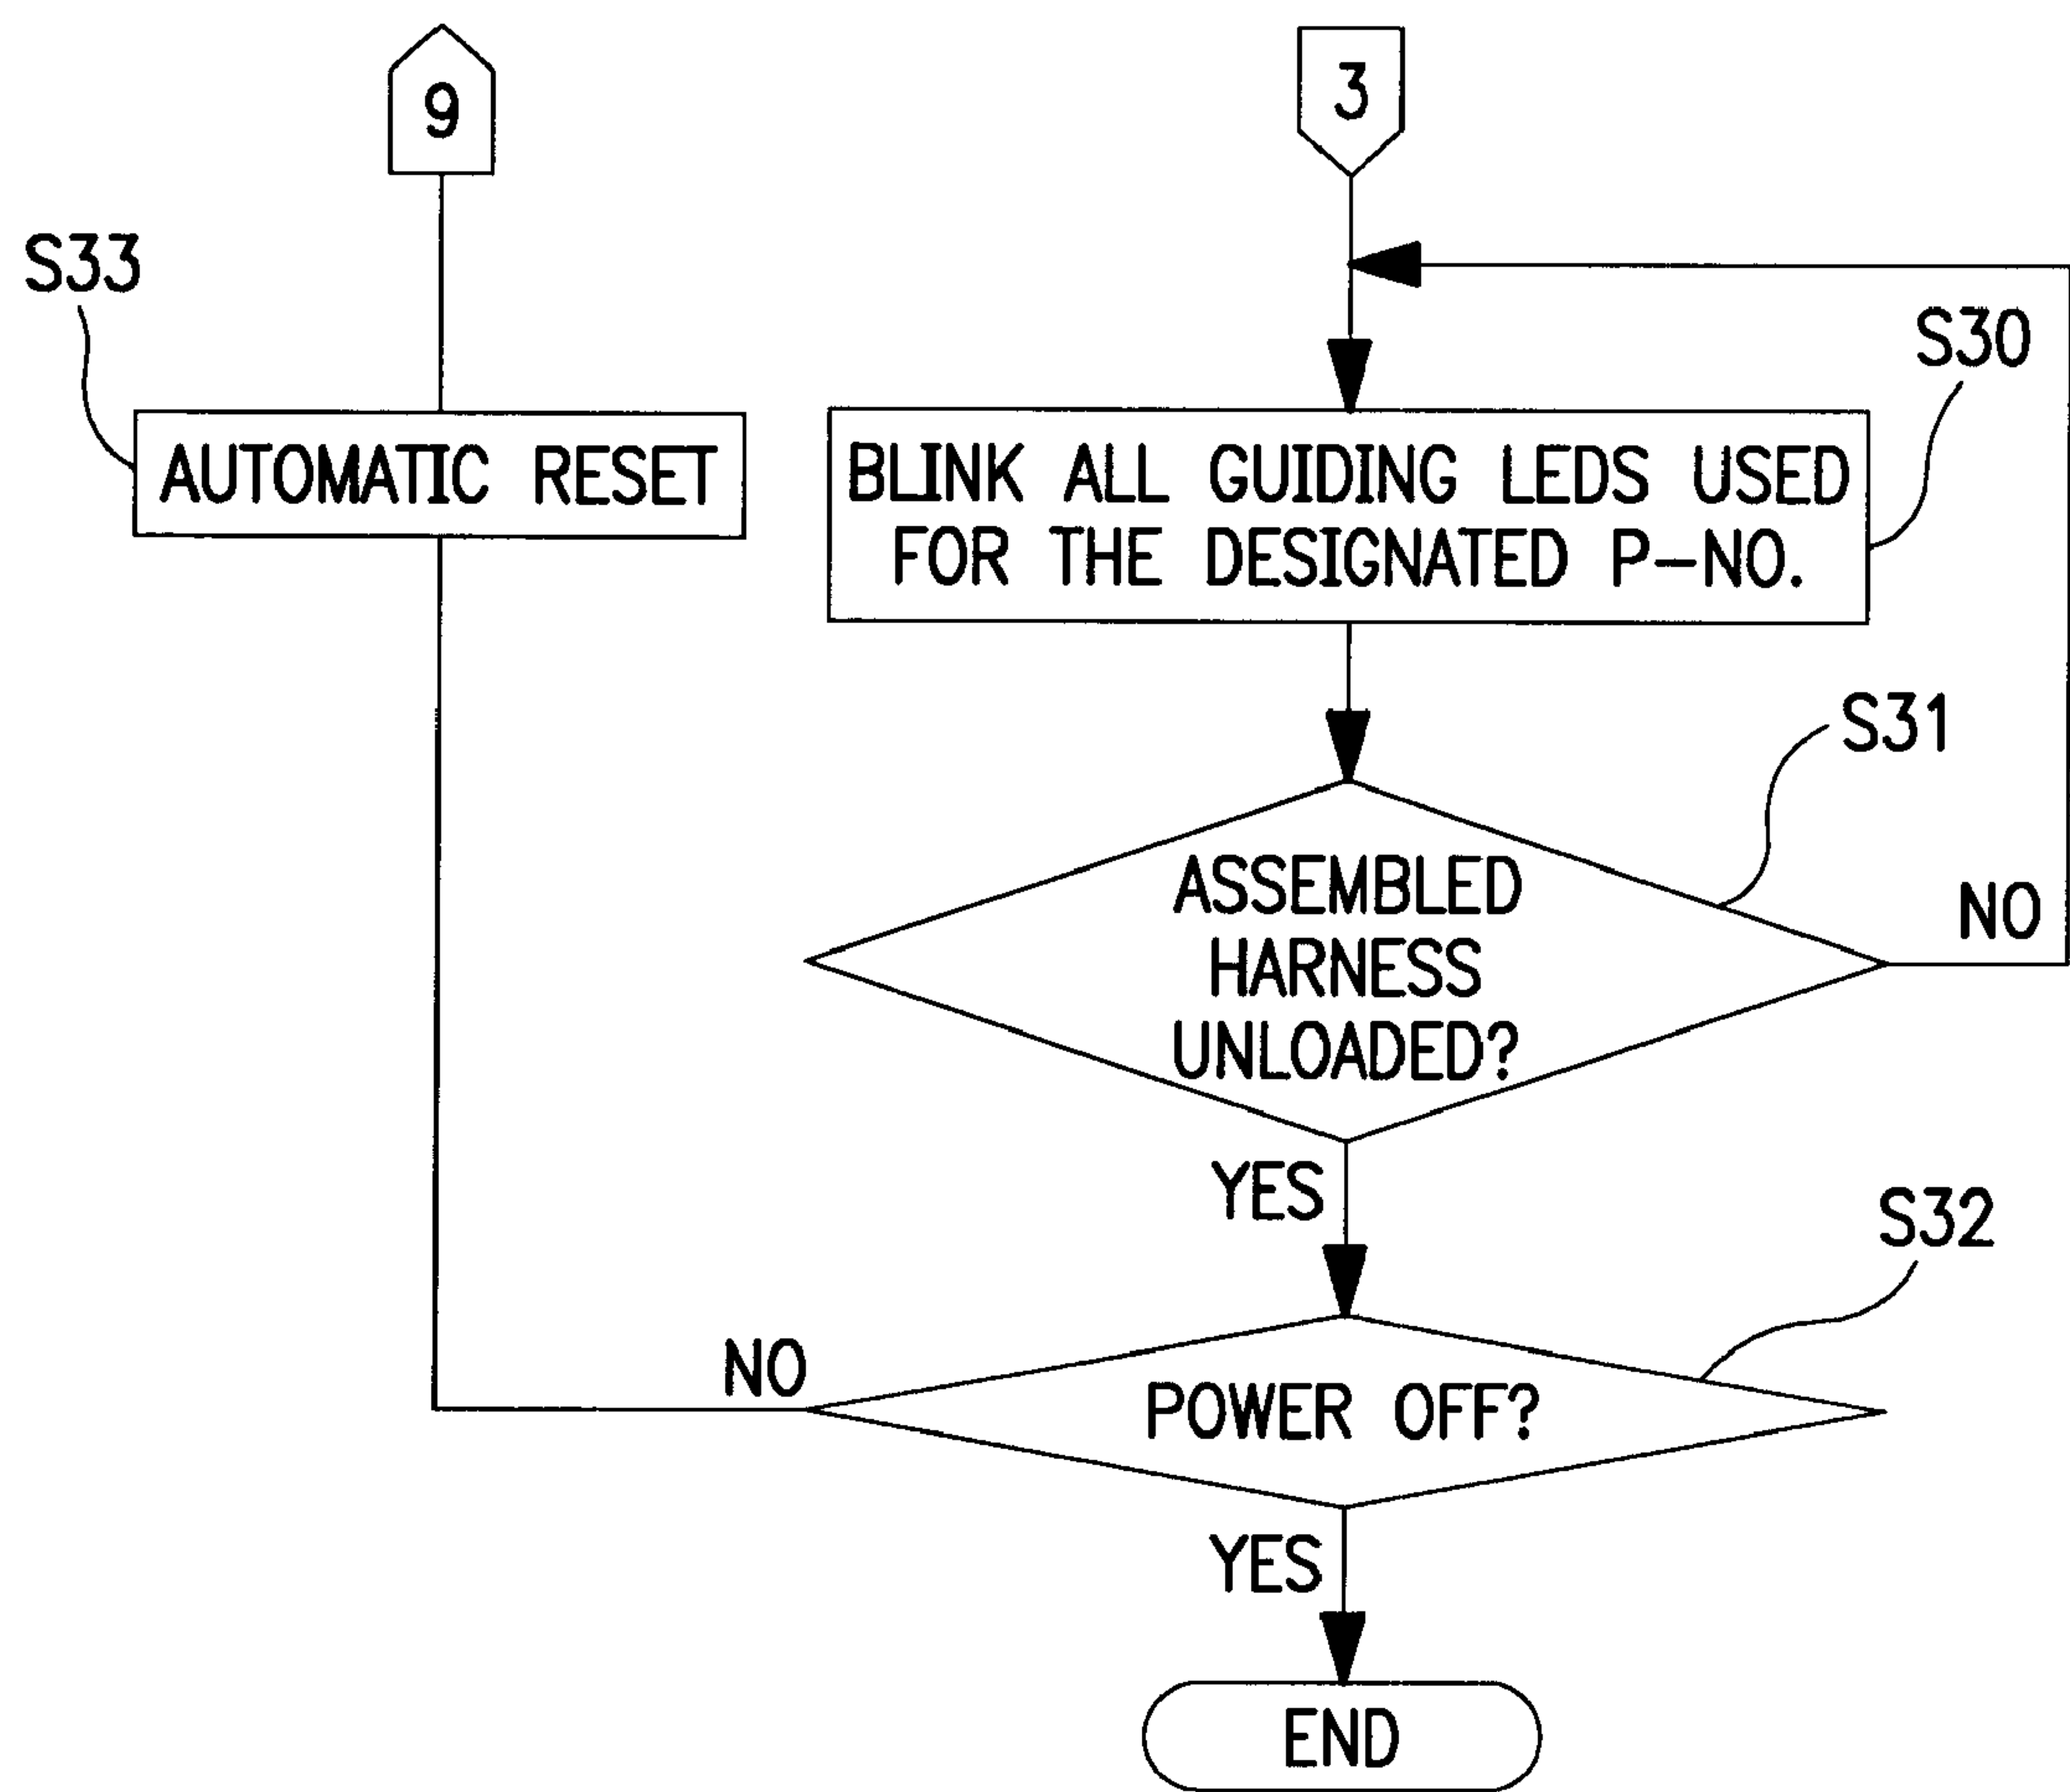 9
3
S33
S30
AUTOMATIC RESET
BLINK ALL GUIDING LEDS USED
FOR THE DESIGNATED P-NO.
S31
ASSEMBLED
HARNESS
UNLOADED?
NO
YES
S32
NO
POWER OFF?
YES
END